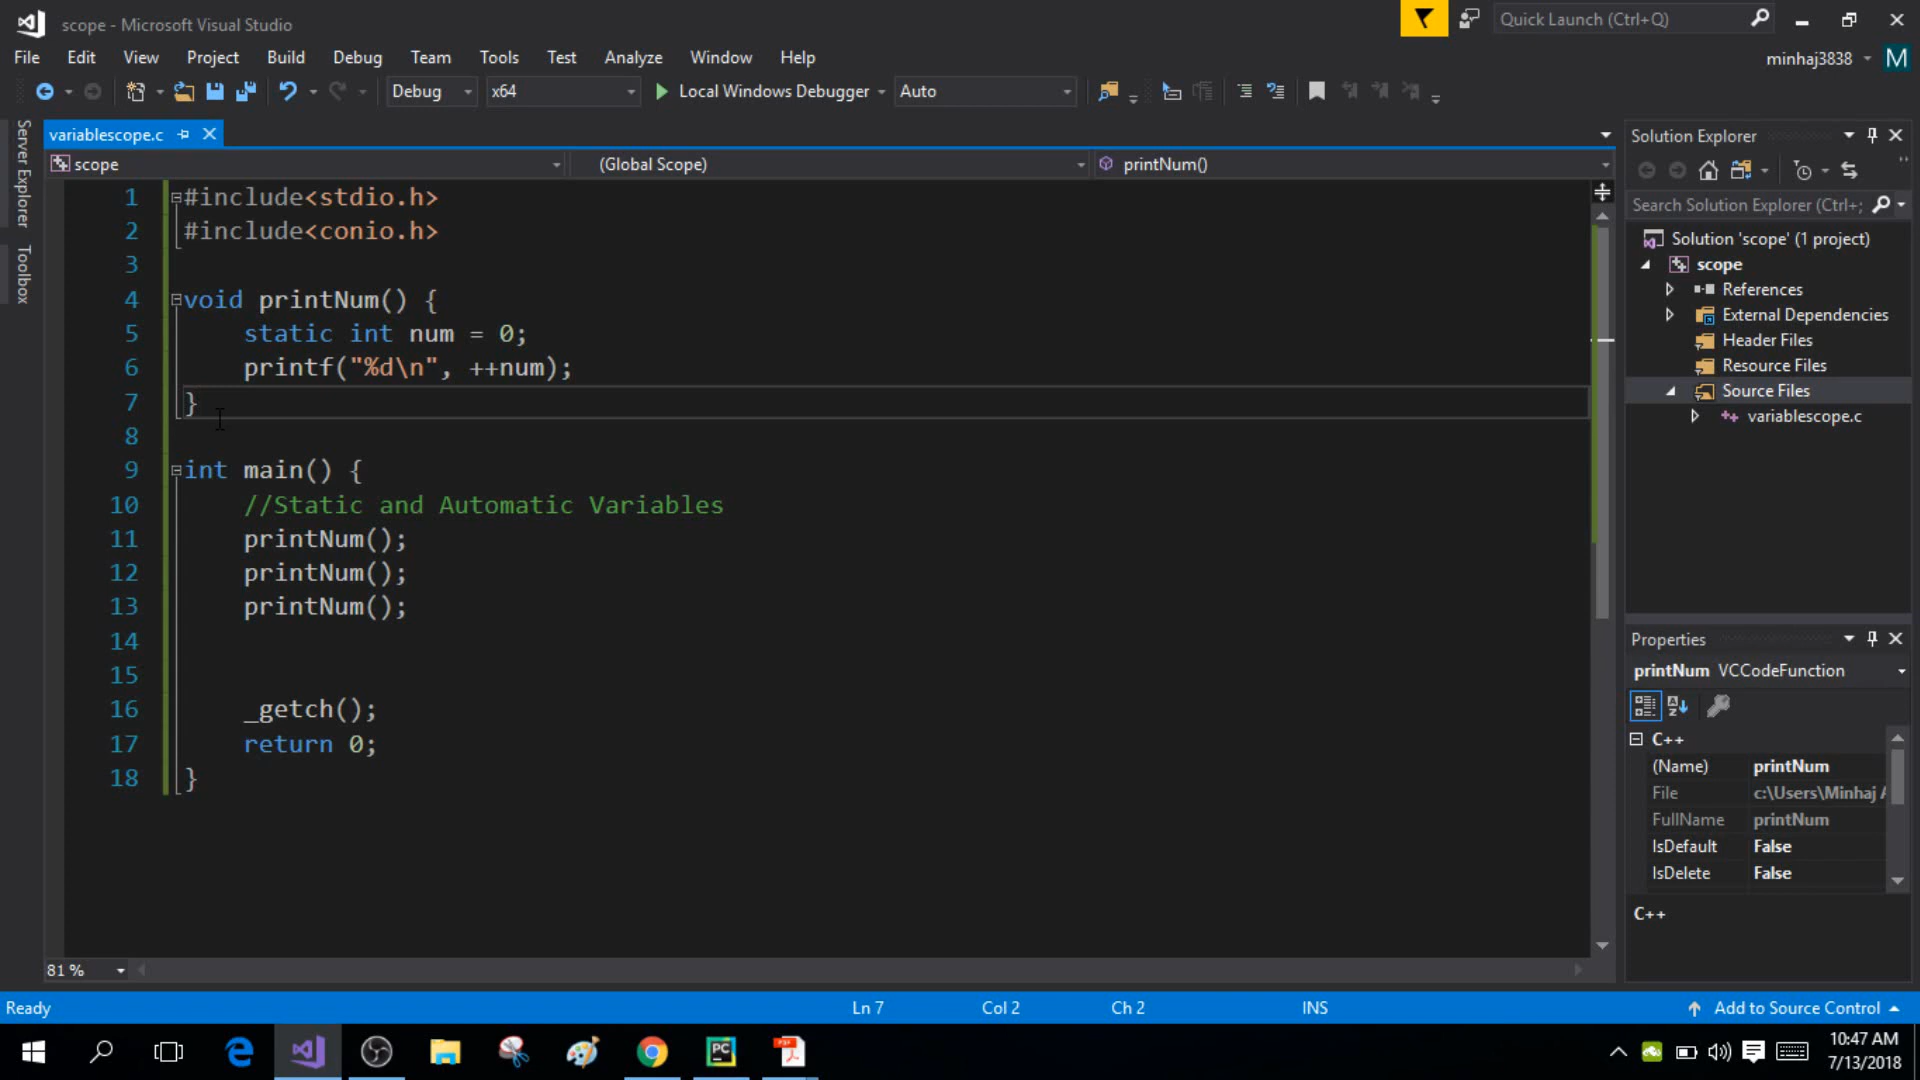 scope - Microsoft Visual Studio
Quick Launch (Ctrl+Q)
File Edit View Project Build Debug Team Tools Test Analyze Window Help
minhaj3838 M
Debug x64 Local Windows Debugger Auto
Server Explorer
Toolbox
variablescope.c
scope (Global Scope) printNum()
1 #include<stdio.h>
2 #include<conio.h>
3
4 void printNum() {
5 static int num = 0;
6 printf("%d\n", ++num);
7 }
8
9 int main() {
10 //Static and Automatic Variables
11 printNum();
12 printNum();
13 printNum();
14
15
16 _getch();
17 return 0;
18 }
81 %
Solution Explorer
Search Solution Explorer (Ctrl+;
Solution 'scope' (1 project)
scope
References
External Dependencies
Header Files
Resource Files
Source Files
variablescope.c
Properties
printNum VCCodeFunction
C++
(Name) printNum
File c:\Users\Minhaj A
FullName printNum
IsDefault False
IsDelete False
C++
Ready Ln 7 Col 2 Ch 2 INS Add to Source Control
10:47 AM
7/13/2018